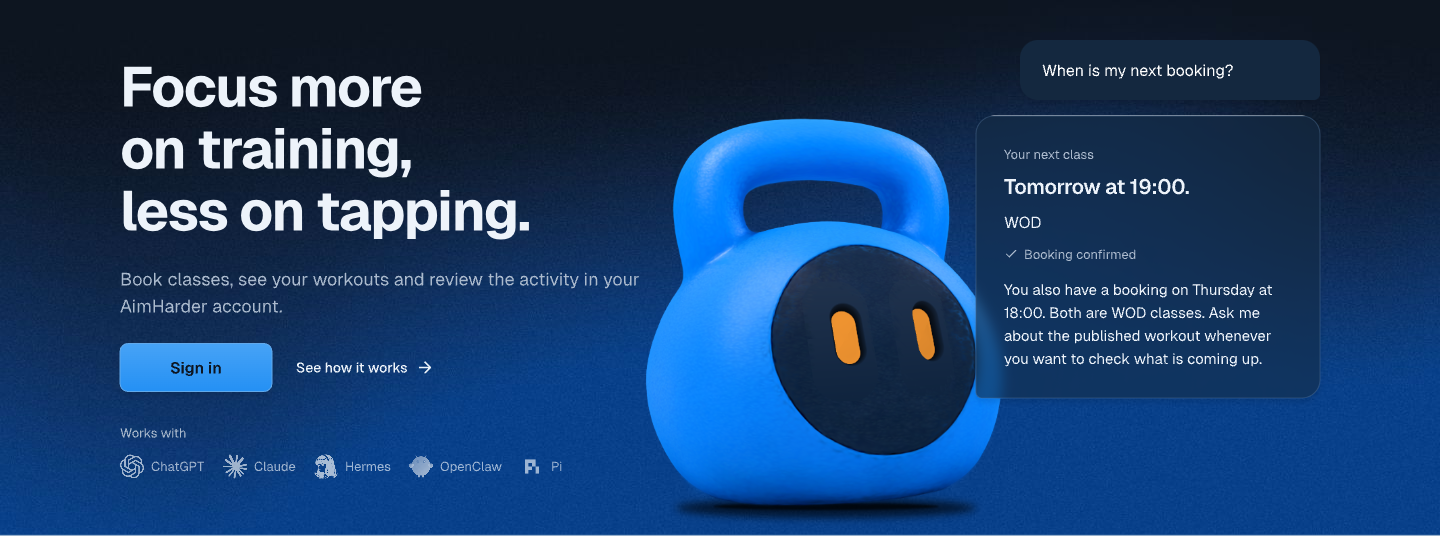 Focus more
on training,
less on tapping.
Book classes, see your workouts and review the activity in your
AimHarder account.
Sign in
See how it works
Works with
ChatGPT
Claude
Hermes
OpenClaw
Pi
When is my next booking?
Your next class
Tomorrow at 19:00.
WOD
Booking confirmed
You also have a booking on Thursday at
18:00. Both are WOD classes. Ask me
about the published workout whenever
you want to check what is coming up.